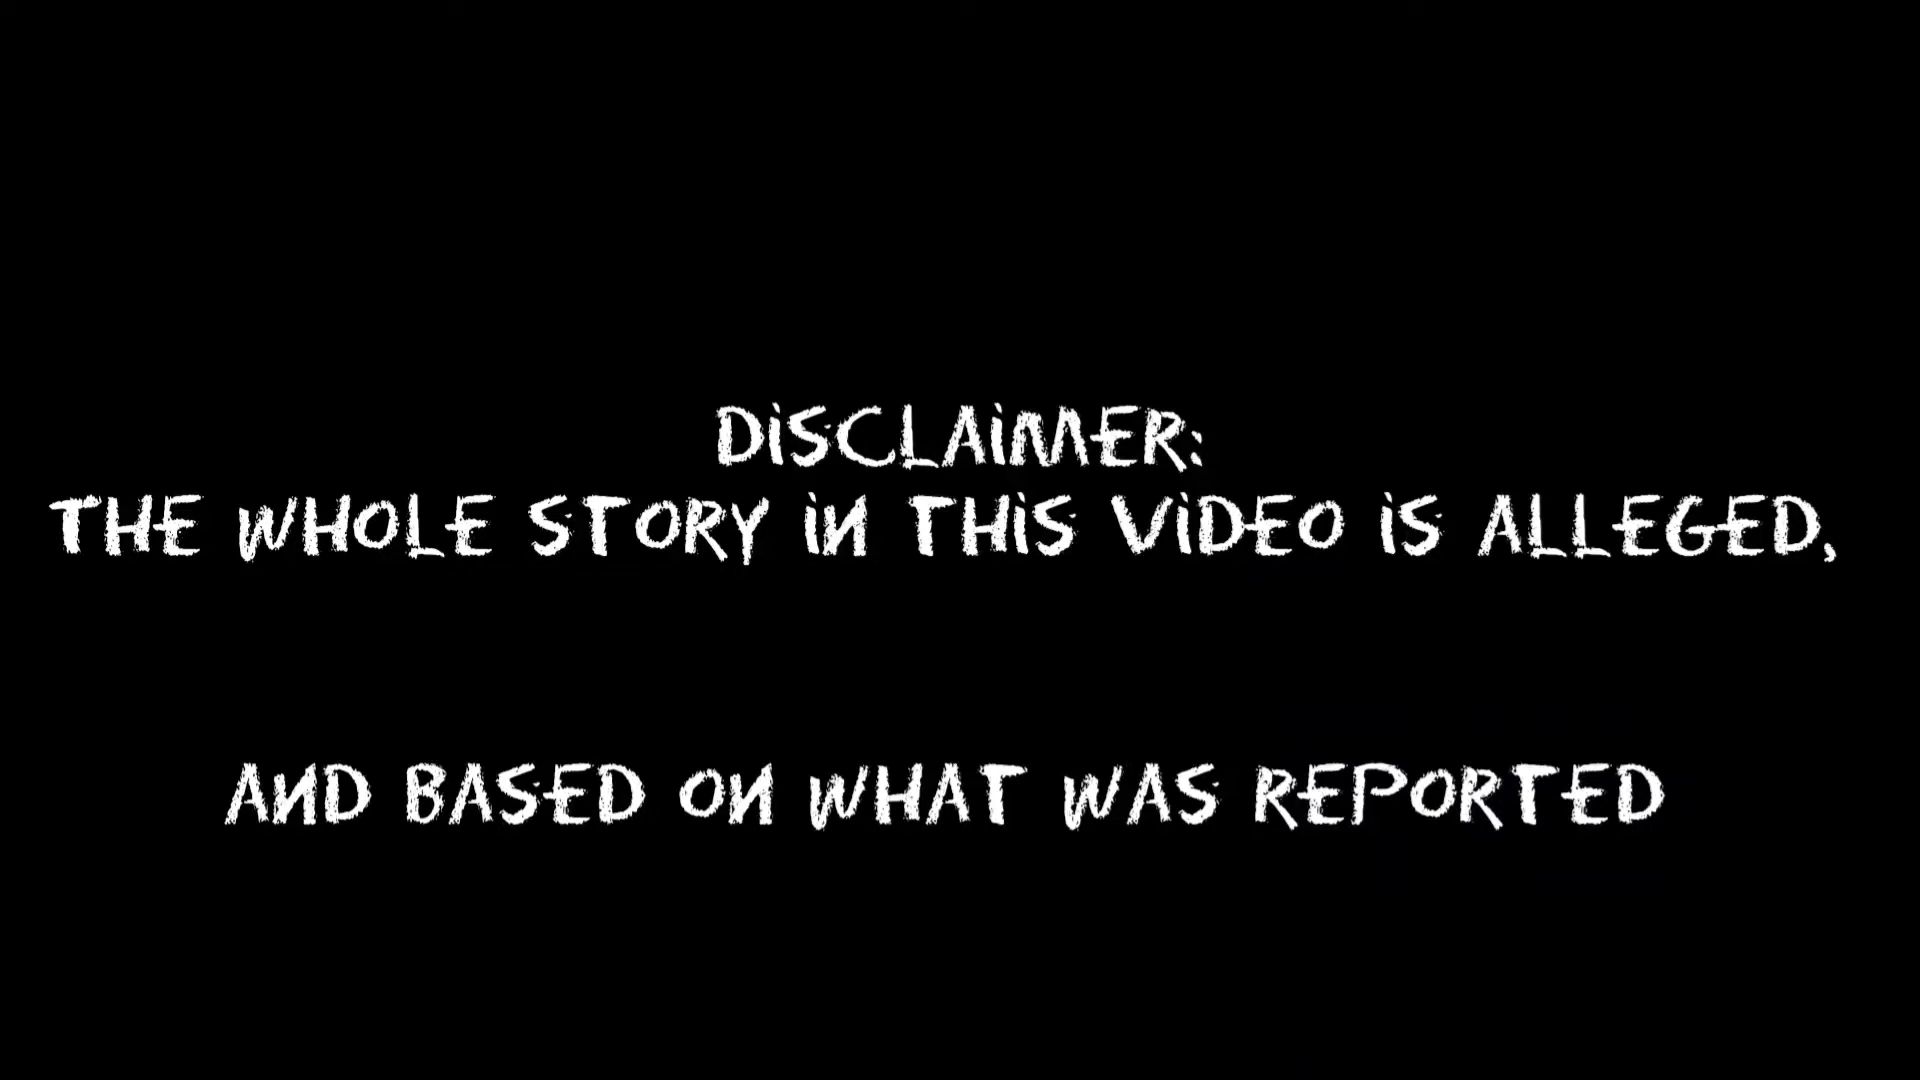 DISCLAIMER:
THE WHOLE STORY IN THIS VIDEO IS ALLEGED,
AND BASED ON WHAT WAS REPORTED